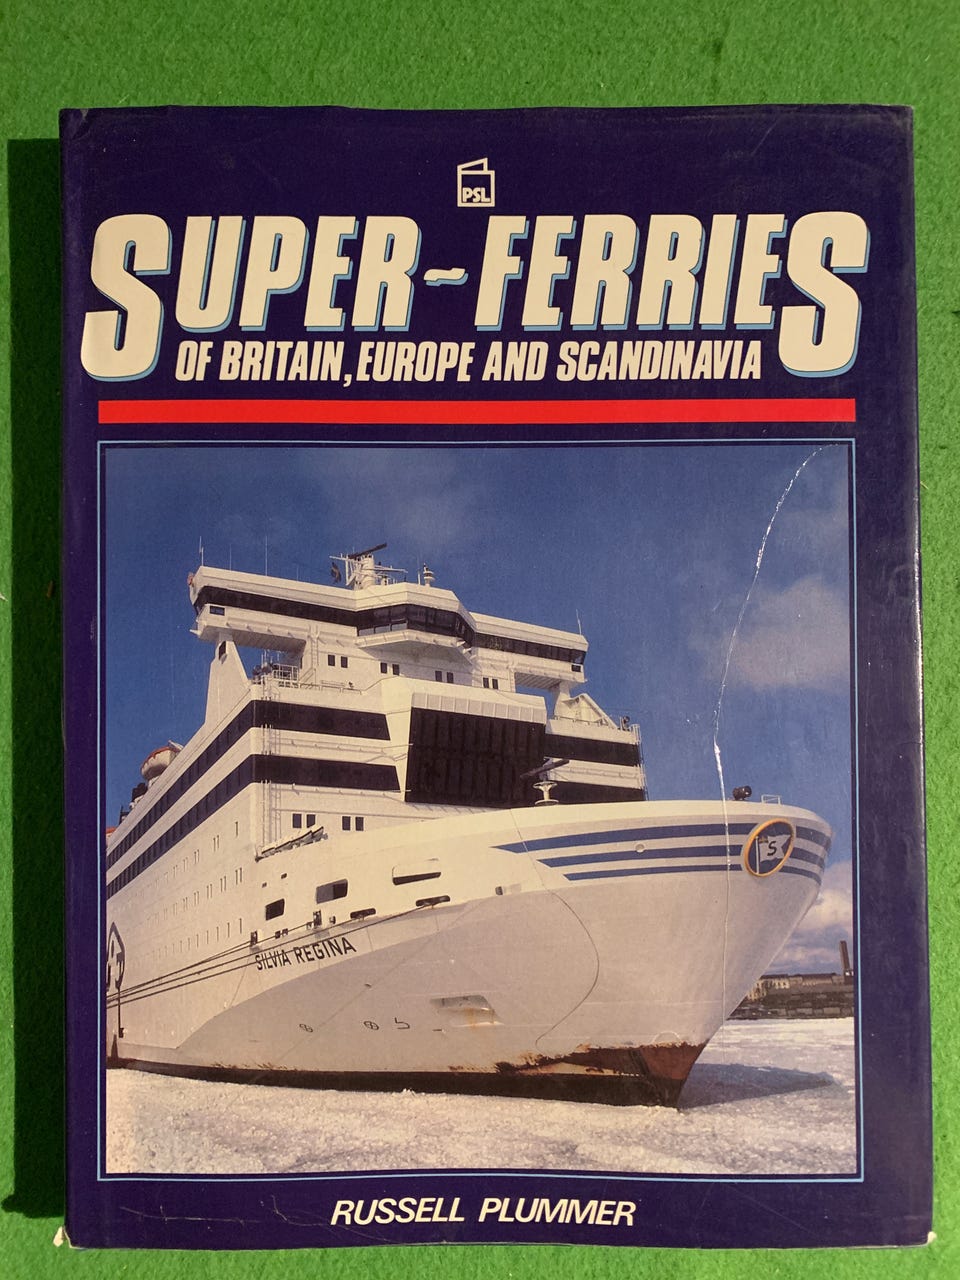 PSL
SUPER-FERRIES
OF BRITAIN, EUROPE AND SCANDINAVIA
S
SILVIA REGINA
RUSSELL PLUMMER